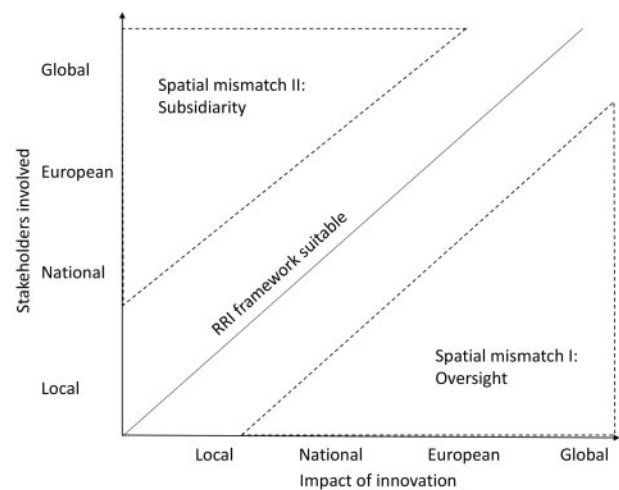 Global
Spatial mismatch II:
Subsidiarity
European
Stakeholders involved
National
RRI framework suitable
Local
Spatial mismatch I:
Oversight
Local
National
European
Global
Impact of innovation